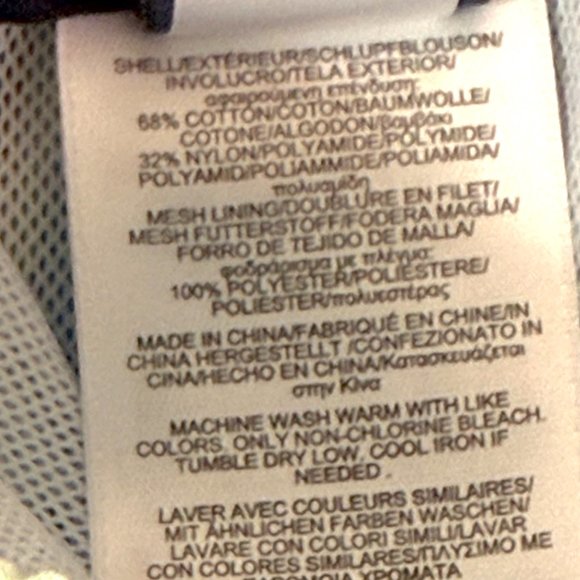 SHELL/EXTÉRIEUR/SCHLUPFBLOUSON/
INVOLUCRO/TELA EXTERIOR/
αφαιρούμενη επένδυση:
68% COTTON/COTON/BAUMWOLLE/
COTONE/ALGODON/βαμβάκι
32% NYLON/POLYAMIDE/POLYMIDE/
POLYAMID/POLIAMMIDE/POLIAMIDA/
πολυαμίδη
MESH LINING/DOUBLURE EN FILET/
MESH FUTTERSTOFF/FODERA MAGLIA/
FORRO DE TEJIDO DE MALLA/
φοδράρισμα με πλέγμα:
100% POLYESTER/POLIESTERE/
POLIESTER/πολυεστέρας
MADE IN CHINA/FABRIQUÉ EN CHINE/IN
CHINA HERGESTELLT /CONFEZIONATO IN
CINA/HECHO EN CHINA/Κατασκευάζεται
στην Κίνα
MACHINE WASH WARM WITH LIKE
COLORS. ONLY NON-CHLORINE BLEACH.
TUMBLE DRY LOW. COOL IRON IF
NEEDED.
LAVER AVEC COULEURS SIMILAIRES/
MIT ÄHNLICHEN FARBEN WASCHEN/
LAVARE CON COLORI SIMILI/LAVAR
CON COLORES SIMILARES/ΠΛΥΣΙΜΟ ΜΕ
ΠΑΡΟΜΟΙΑ ΧΡΩΜΑΤΑ